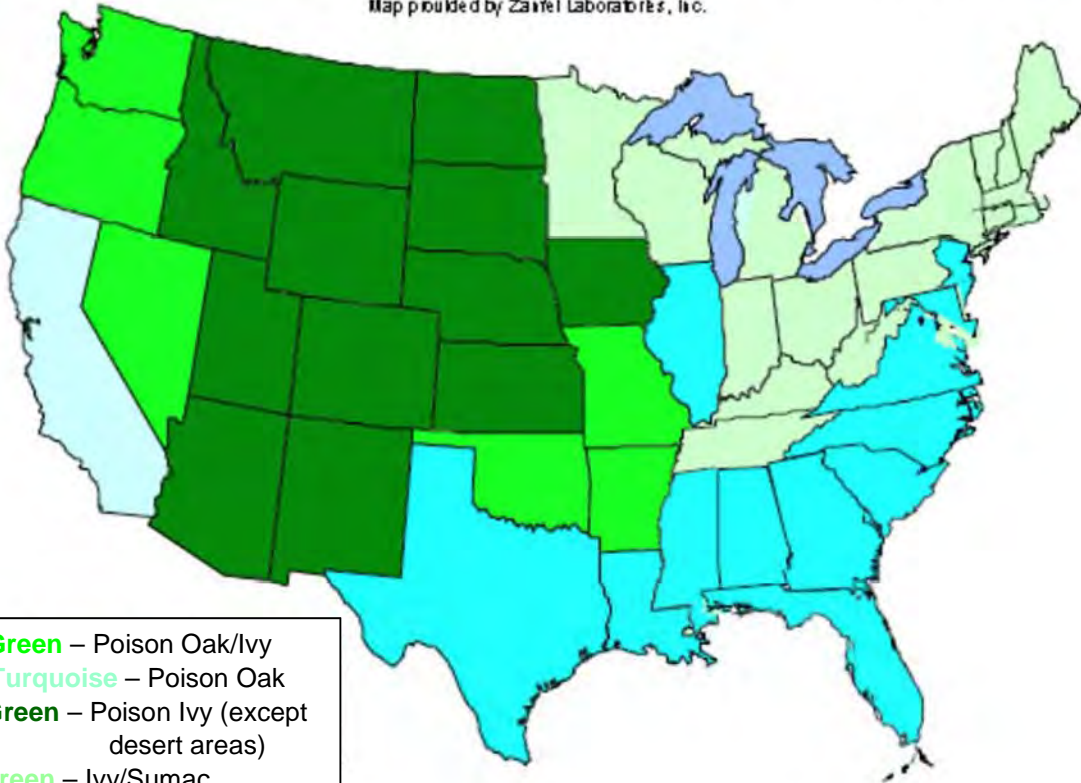 Map provided by Zanfel Laboratories, Inc.
Green – Poison Oak/Ivy
Turquoise – Poison Oak
Green – Poison Ivy (except
desert areas)
Green – Ivy/Sumac